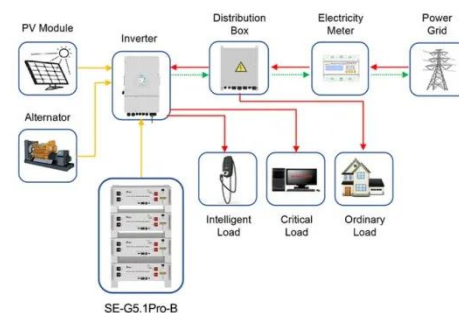 PV Module
Inverter
Distribution
Box
Electricity
Meter
Power
Grid
Alternator
Intelligent
Load
Critical
Load
Ordinary
Load
SE-G5.1Pro-B